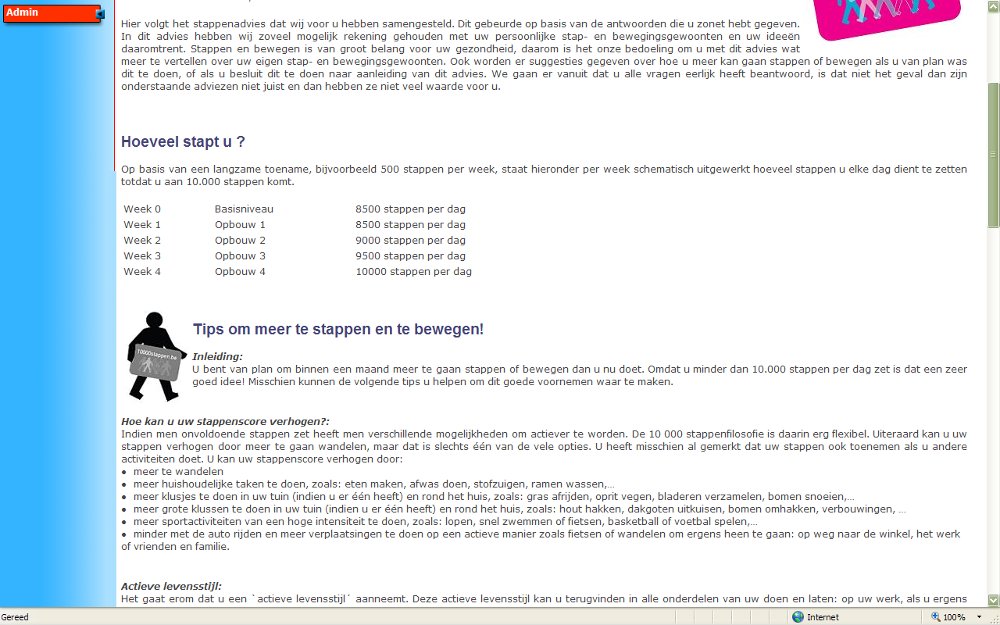 Admin
Hier volgt het stappenadvies dat wij voor u hebben samengesteld. Dit gebeurde op basis van de antwoorden die u zonet hebt gegeven.
In dit advies hebben wij zoveel mogelijk rekening gehouden met uw persoonlijke stap- en bewegingsgewoonten en uw ideeën
daaromtrent. Stappen en bewegen is van groot belang voor uw gezondheid, daarom is het onze bedoeling om u met dit advies wat
meer te vertellen over uw eigen stap- en bewegingsgewoonten. Ook worden er suggesties gegeven over hoe u meer kan gaan stappen of bewegen als u van plan was
dit te doen, of als u besluit dit te doen naar aanleiding van dit advies. We gaan er vanuit dat u alle vragen eerlijk heeft beantwoord, is dat niet het geval dan zijn
onderstaande adviezen niet juist en dan hebben ze niet veel waarde voor u.
Hoeveel stapt u ?
Op basis van een langzame toename, bijvoorbeeld 500 stappen per week, staat hieronder per week schematisch uitgewerkt hoeveel stappen u elke dag dient te zetten
totdat u aan 10.000 stappen komt.
Week 0 Basisniveau 8500 stappen per dag
Week 1 Opbouw 1 8500 stappen per dag
Week 2 Opbouw 2 9000 stappen per dag
Week 3 Opbouw 3 9500 stappen per dag
Week 4 Opbouw 4 10000 stappen per dag
10000stappen.be
Tips om meer te stappen en te bewegen!
Inleiding:
U bent van plan om binnen een maand meer te gaan stappen of bewegen dan u nu doet. Omdat u minder dan 10.000 stappen per dag zet is dat een zeer
goed idee! Misschien kunnen de volgende tips u helpen om dit goede voornemen waar te maken.
Hoe kan u uw stappenscore verhogen?:
Indien men onvoldoende stappen zet heeft men verschillende mogelijkheden om actiever te worden. De 10 000 stappenfilosofie is daarin erg flexibel. Uiteraard kan u uw
stappen verhogen door meer te gaan wandelen, maar dat is slechts één van de vele opties. U heeft misschien al gemerkt dat uw stappen ook toenemen als u andere
activiteiten doet. U kan uw stappenscore verhogen door:
• meer te wandelen
• meer huishoudelijke taken te doen, zoals: eten maken, afwas doen, stofzuigen, ramen wassen,...
• meer klusjes te doen in uw tuin (indien u er één heeft) en rond het huis, zoals: gras afrijden, oprit vegen, bladeren verzamelen, bomen snoeien,...
• meer grote klussen te doen in uw tuin (indien u er één heeft) en rond het huis, zoals: hout hakken, dakgoten uitkuisen, bomen omhakken, verbouwingen, ...
• meer sportactiviteiten van een hoge intensiteit te doen, zoals: lopen, snel zwemmen of fietsen, basketball of voetbal spelen,...
• minder met de auto rijden en meer verplaatsingen te doen op een actieve manier zoals fietsen of wandelen om ergens heen te gaan: op weg naar de winkel, het werk
of vrienden en familie.
Actieve levensstijl:
Het gaat erom dat u een `actieve levensstijl´ aanneemt. Deze actieve levensstijl kan u terugvinden in alle onderdelen van uw doen en laten: op uw werk, als u ergens
Gereed Internet 100%